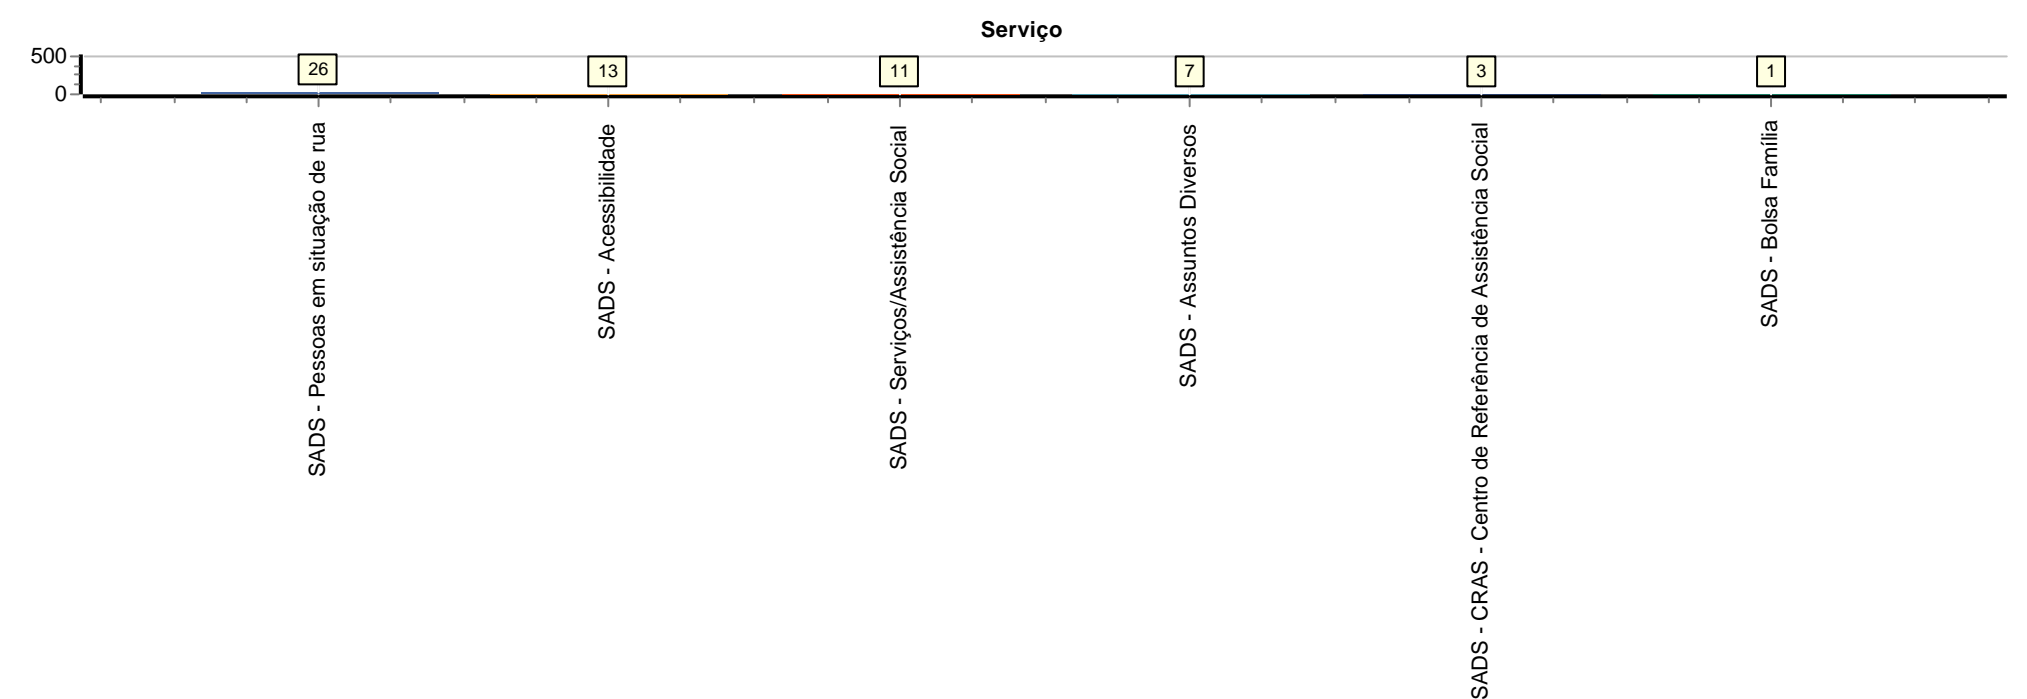 Serviço
500
0
26
13
11
7
3
1
SADS - Pessoas em situação de rua
SADS - Acessibilidade
SADS - Serviços/Assistência Social
SADS - Assuntos Diversos
SADS - CRAS - Centro de Referência de Assistência Social
SADS - Bolsa Família